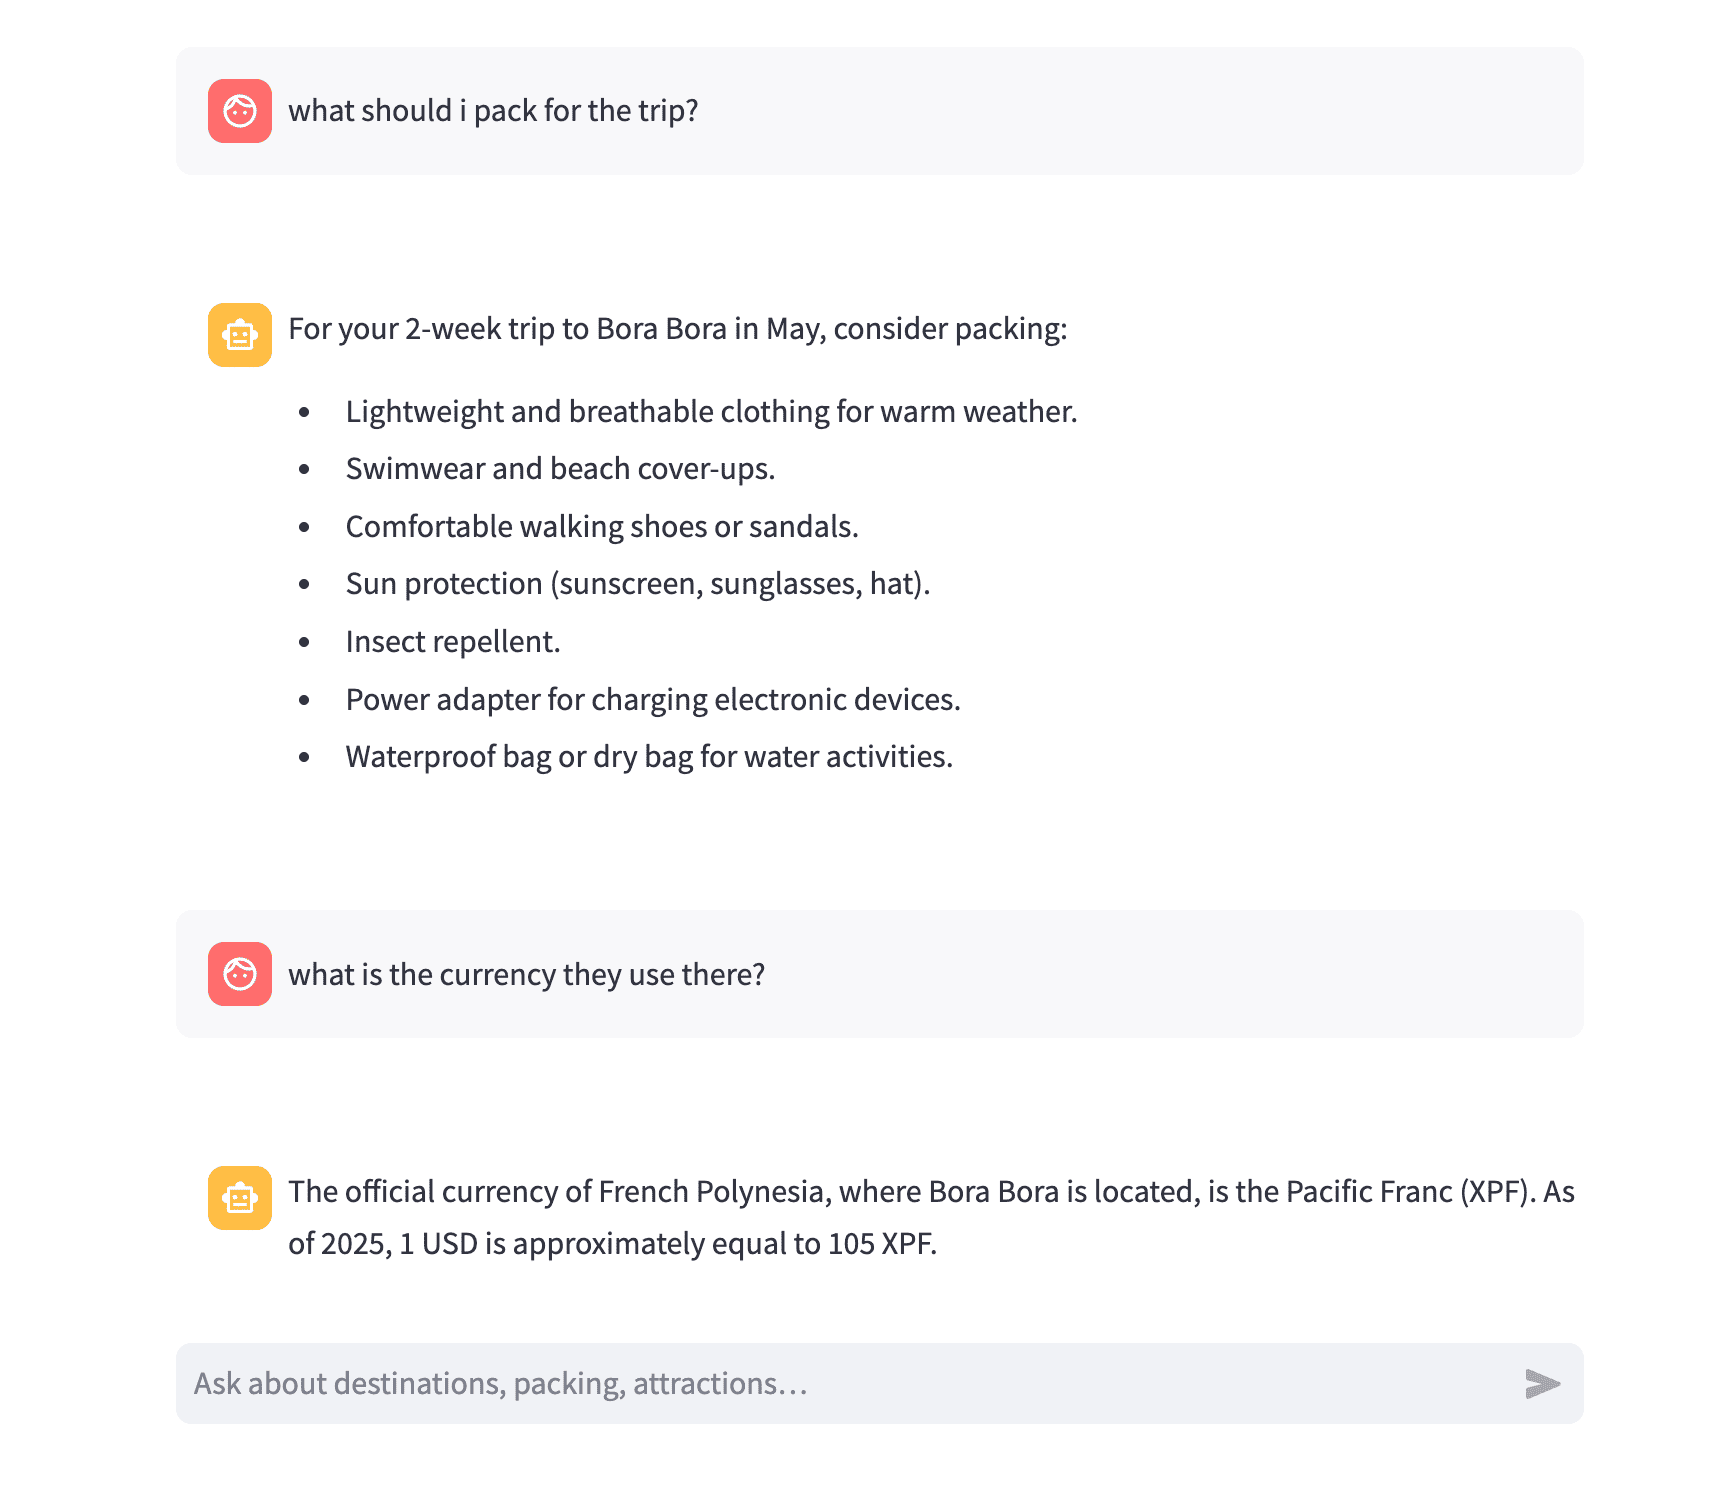 what should i pack for the trip?
For your 2-week trip to Bora Bora in May, consider packing:
• Lightweight and breathable clothing for warm weather.
• Swimwear and beach cover-ups.
• Comfortable walking shoes or sandals.
• Sun protection (sunscreen, sunglasses, hat).
• Insect repellent.
• Power adapter for charging electronic devices.
• Waterproof bag or dry bag for water activities.
what is the currency they use there?
The official currency of French Polynesia, where Bora Bora is located, is the Pacific Franc (XPF). As
of 2025, 1 USD is approximately equal to 105 XPF.
Ask about destinations, packing, attractions…